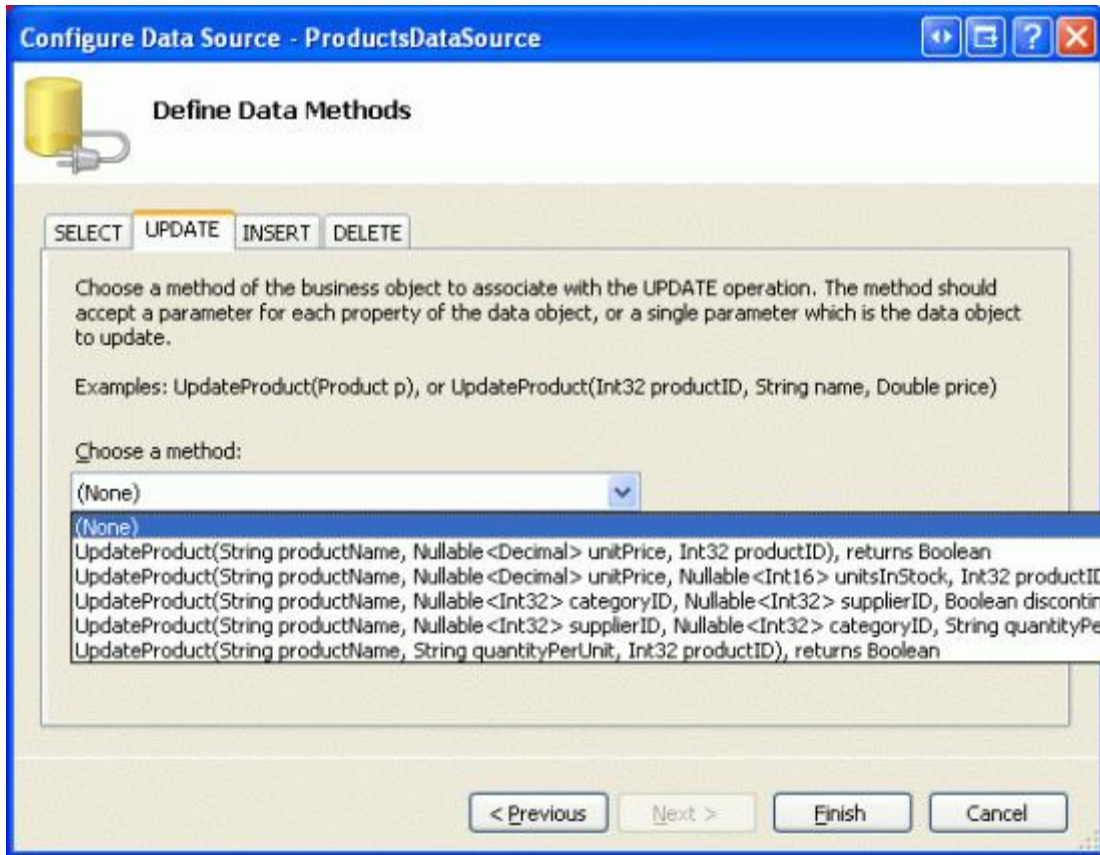 Configure Data Source - ProductsDataSource
Define Data Methods
SELECT UPDATE INSERT DELETE
Choose a method of the business object to associate with the UPDATE operation. The method should
accept a parameter for each property of the data object, or a single parameter which is the data object
to update.
Examples: UpdateProduct(Product p), or UpdateProduct(Int32 productID, String name, Double price)
Choose a method:
(None)
(None)
UpdateProduct(String productName, Nullable<Decimal> unitPrice, Int32 productID), returns Boolean
UpdateProduct(String productName, Nullable<Decimal> unitPrice, Nullable<Int16> unitsInStock, Int32 productID
UpdateProduct(String productName, Nullable<Int32> categoryID, Nullable<Int32> supplierID, Boolean discontin
UpdateProduct(String productName, Nullable<Int32> supplierID, Nullable<Int32> categoryID, String quantityPe
UpdateProduct(String productName, String quantityPerUnit, Int32 productID), returns Boolean
< Previous Next > Finish Cancel